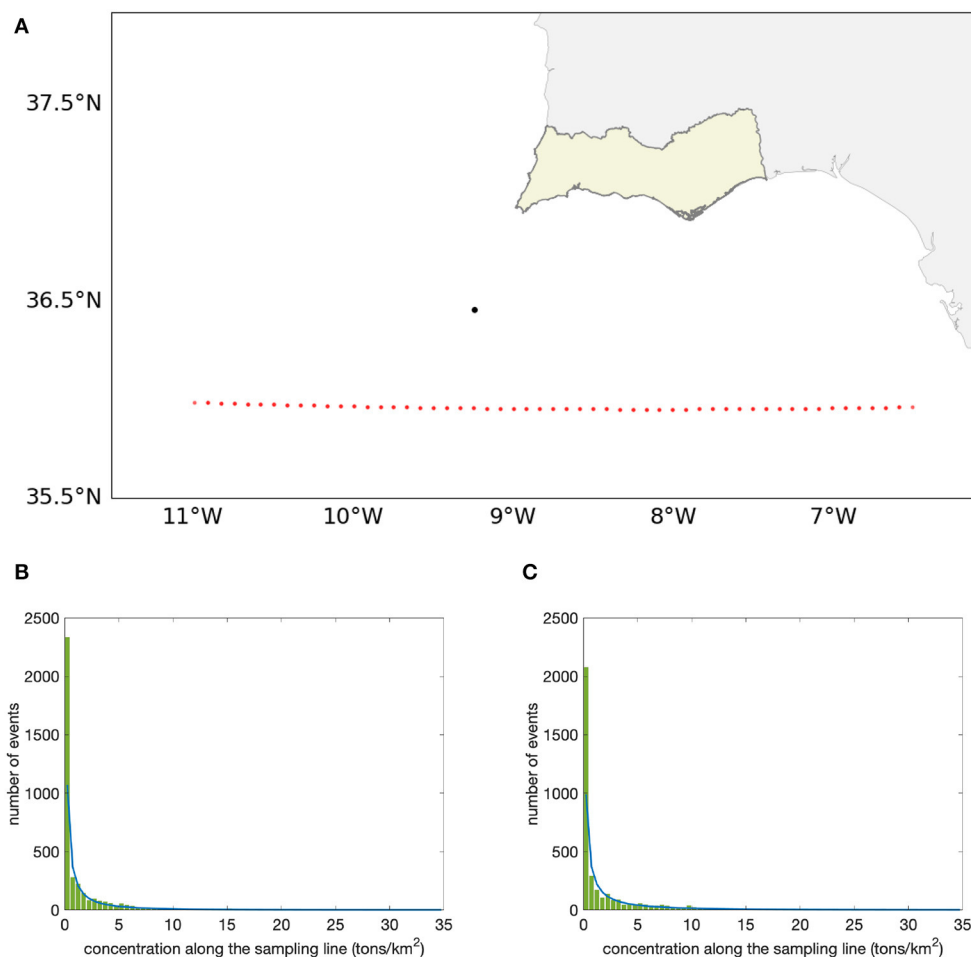 A
37.5°N
36.5°N
35.5°N
11°W 10°W 9°W 8°W 7°W
B
2500
2000
1500
1000
500
0
number of events
0 5 10 15 20 25 30 35
concentration along the sampling line (tons/km²)
C
2500
2000
1500
1000
500
0
number of events
0 5 10 15 20 25 30 35
concentration along the sampling line (tons/km²)